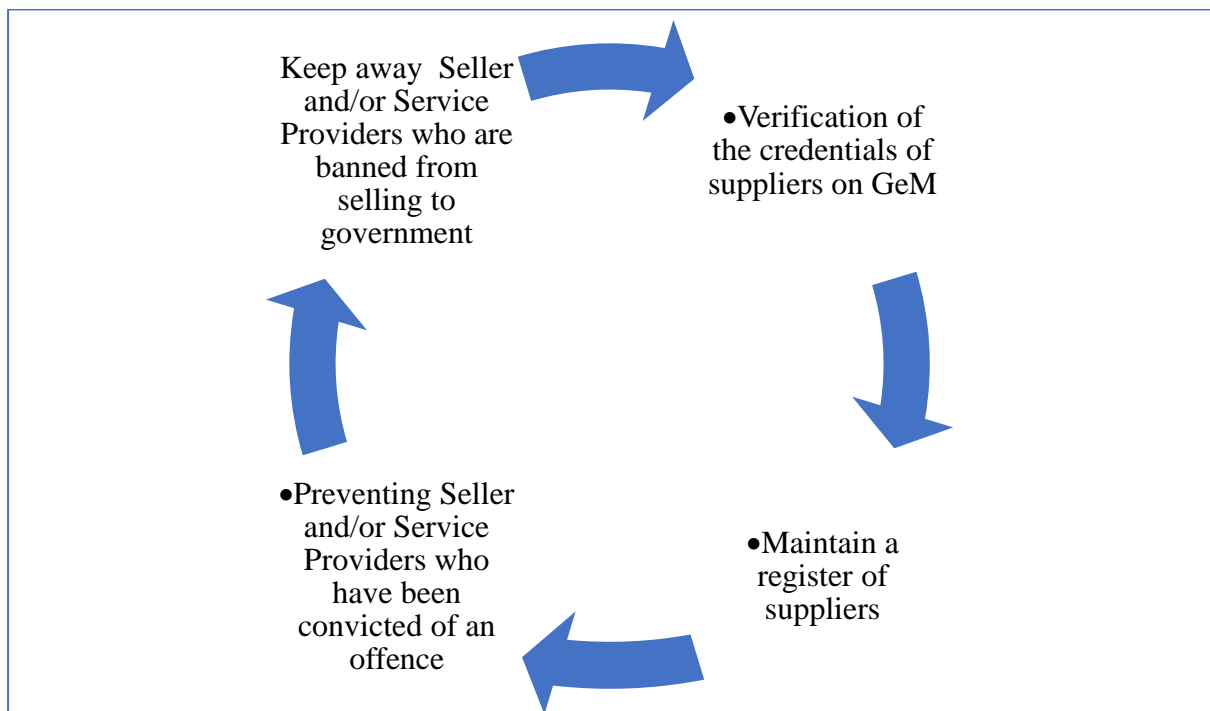 Keep away  Seller
and/or Service
Providers who are
banned from
selling to
government
•Verification of
the credentials of
suppliers on GeM
•Maintain a
register of
suppliers
•Preventing Seller
and/or Service
Providers who
have been
convicted of an
offence